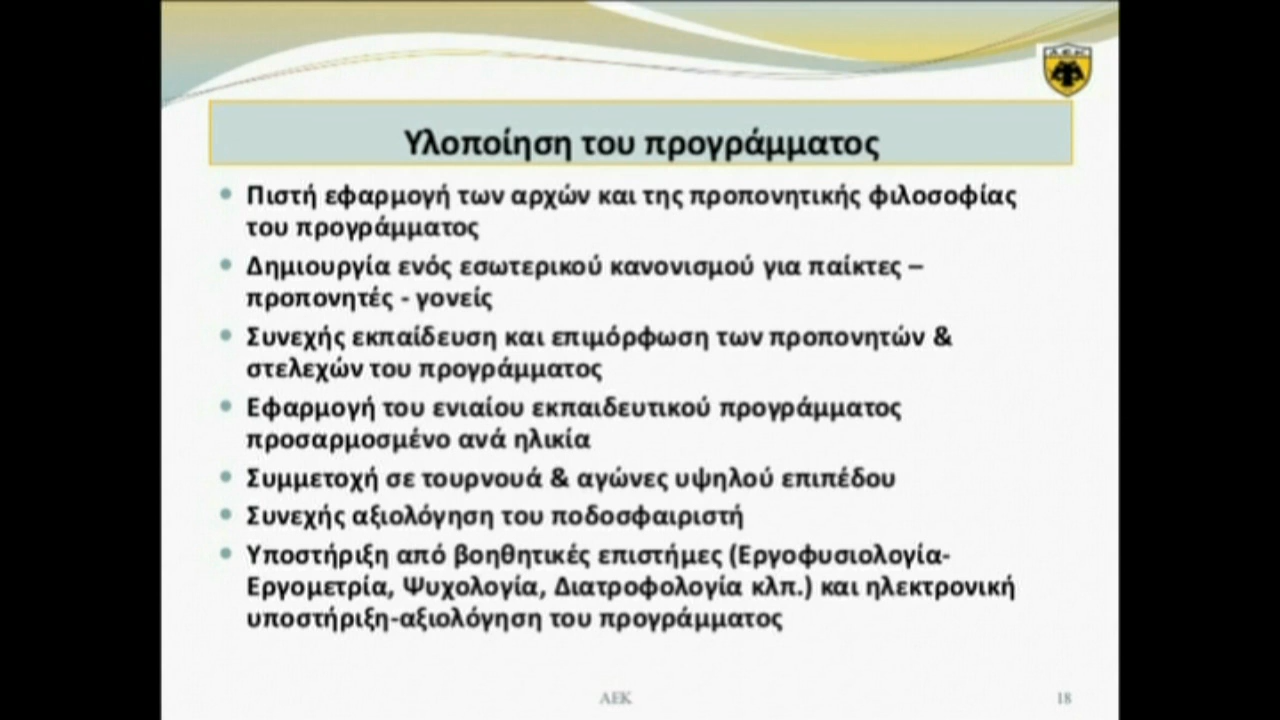 ΑΕΚ
Υλοποίηση του προγράμματος
• Πιστή εφαρμογή των αρχών και της προπονητικής φιλοσοφίας
του προγράμματος
• Δημιουργία ενός εσωτερικού κανονισμού για παίκτες –
προπονητές - γονείς
• Συνεχής εκπαίδευση και επιμόρφωση των προπονητών &
στελεχών του προγράμματος
• Εφαρμογή του ενιαίου εκπαιδευτικού προγράμματος
προσαρμοσμένο ανά ηλικία
• Συμμετοχή σε τουρνουά & αγώνες υψηλού επιπέδου
• Συνεχής αξιολόγηση του ποδοσφαιριστή
• Υποστήριξη από βοηθητικές επιστήμες (Εργοφυσιολογία-
Εργομετρία, Ψυχολογία, Διατροφολογία κλπ.) και ηλεκτρονική
υποστήριξη-αξιολόγηση του προγράμματος
ΑΕΚ
18